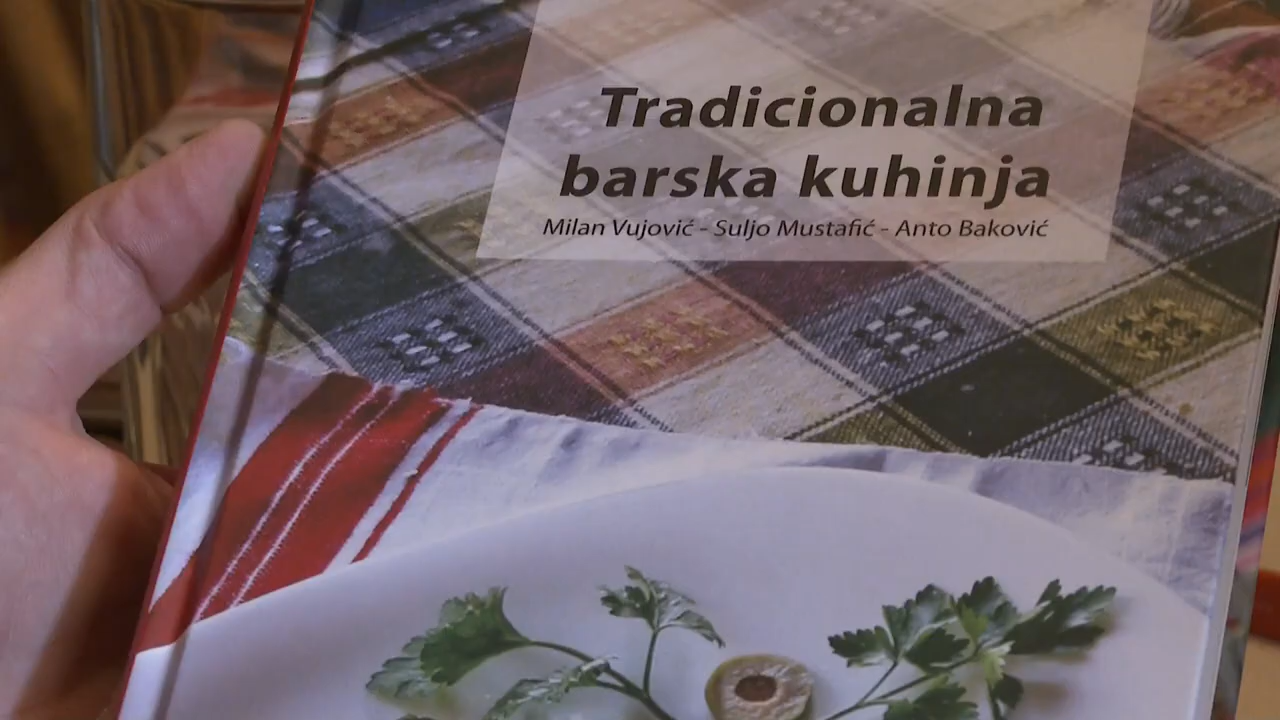 Tradicionalna
barska kuhinja
Milan Vujović - Suljo Mustafić - Anto Baković